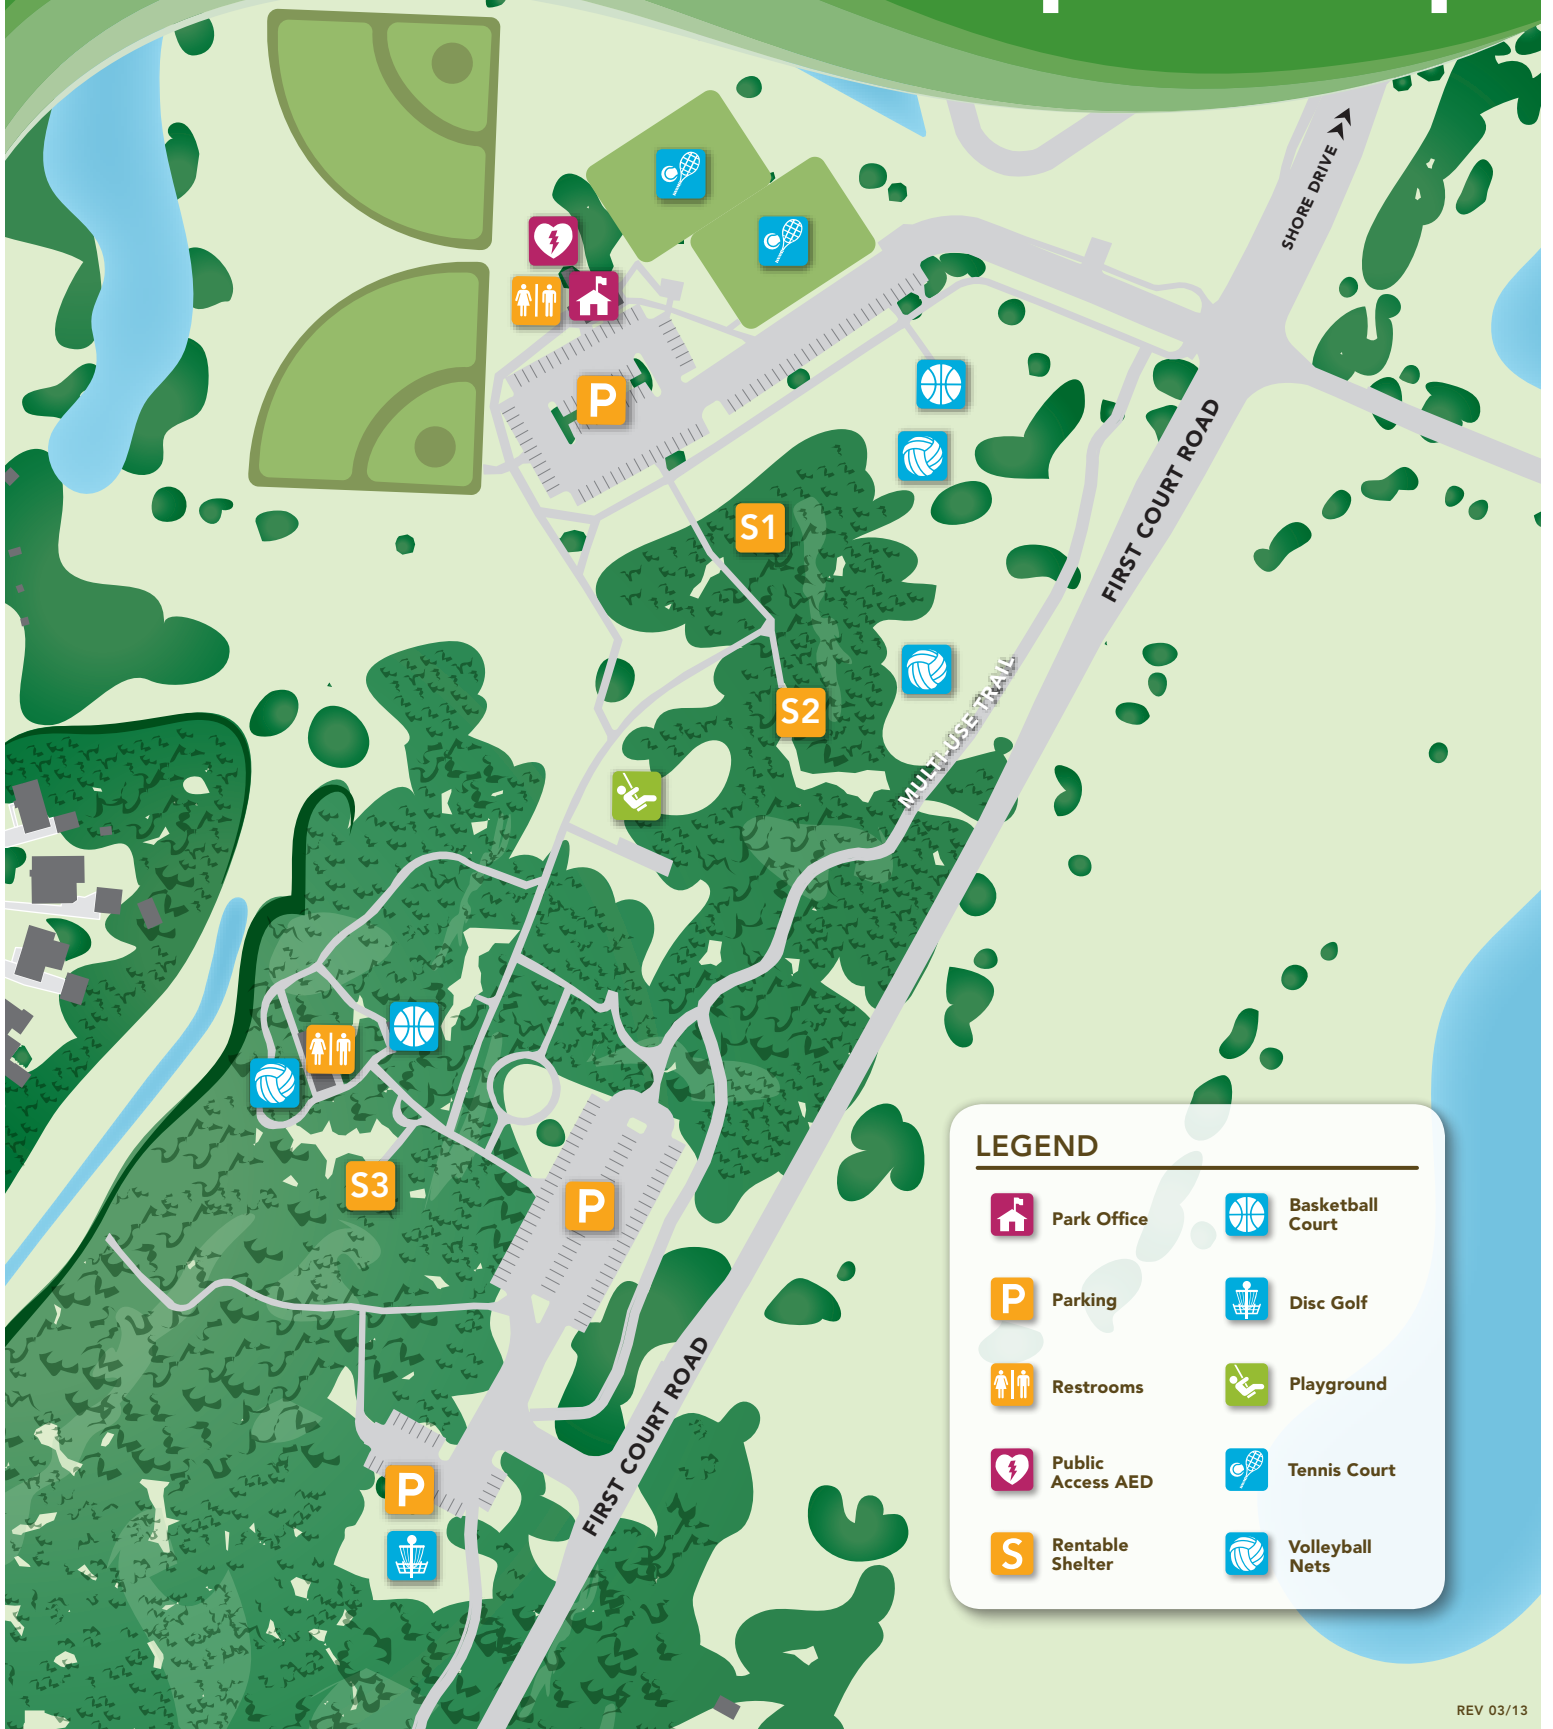 SHORE DRIVE
P
FIRST COURT ROAD
S1
MULTI-USE TRAIL
S2
S3
P
FIRST COURT ROAD
P
LEGEND
Park Office
Basketball
Court
P
Parking
Disc Golf
Restrooms
Playground
Public
Access AED
Tennis Court
S
Rentable
Shelter
Volleyball
Nets
REV 03/13